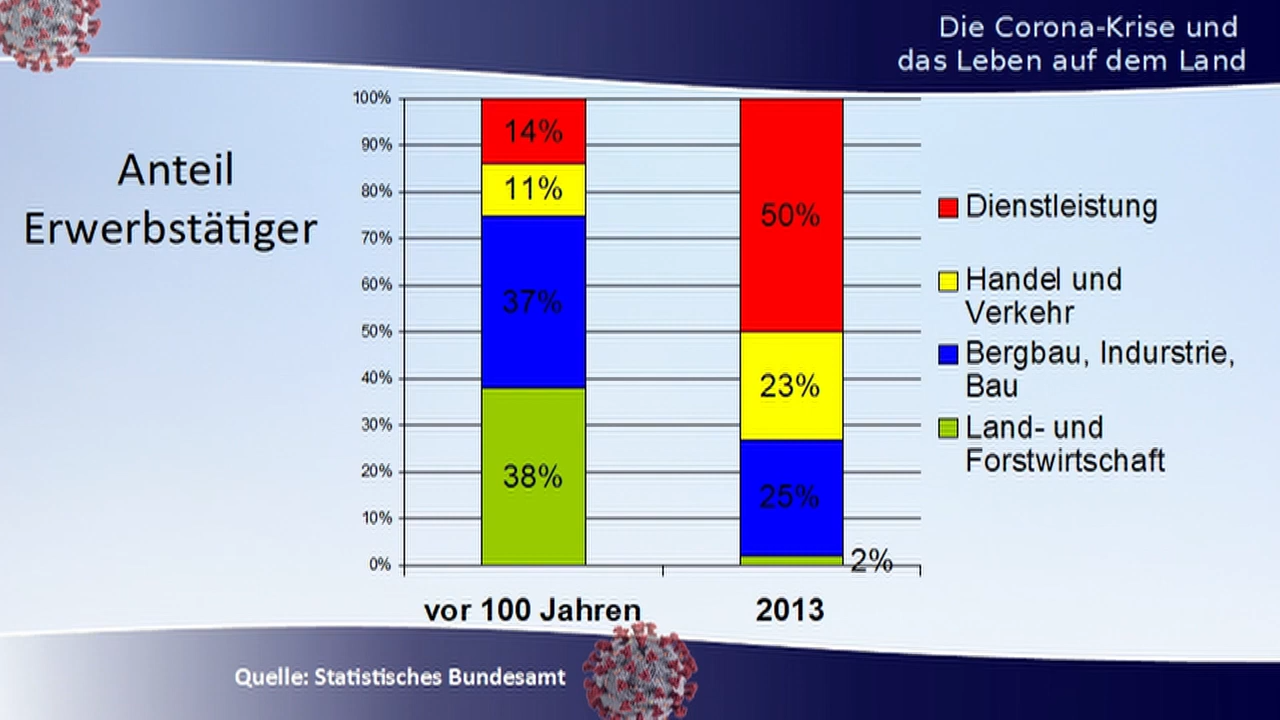 Die Corona-Krise und
das Leben auf dem Land
Anteil
Erwerbstätiger
100%
90%
80%
70%
60%
50%
40%
30%
20%
10%
0%
14%
11%
37%
38%
50%
23%
25%
2%
vor 100 Jahren
2013
Dienstleistung
Handel und
Verkehr
Bergbau, Indurstrie,
Bau
Land- und
Forstwirtschaft
Quelle: Statistisches Bundesamt